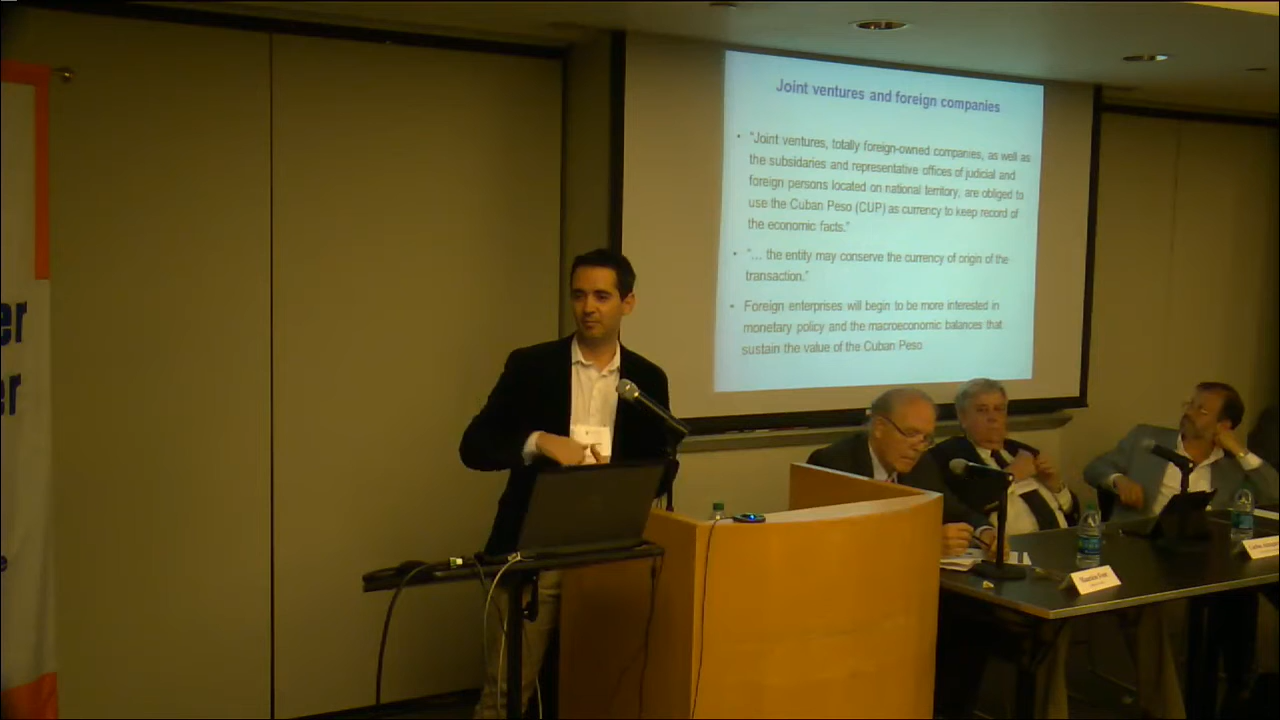 Joint ventures and foreign companies
• "Joint ventures, totally foreign-owned companies, as well as
the subsidiaries and representative offices of judicial and
foreign persons located on national territory, are obliged to
use the Cuban Peso (CUP) as currency to keep record of
the economic facts."
• "... the entity may conserve the currency of origin of the
transaction."
• Foreign enterprises will begin to be more interested in
monetary policy and the macroeconomic balances that
sustain the value of the Cuban Peso
er
er
e